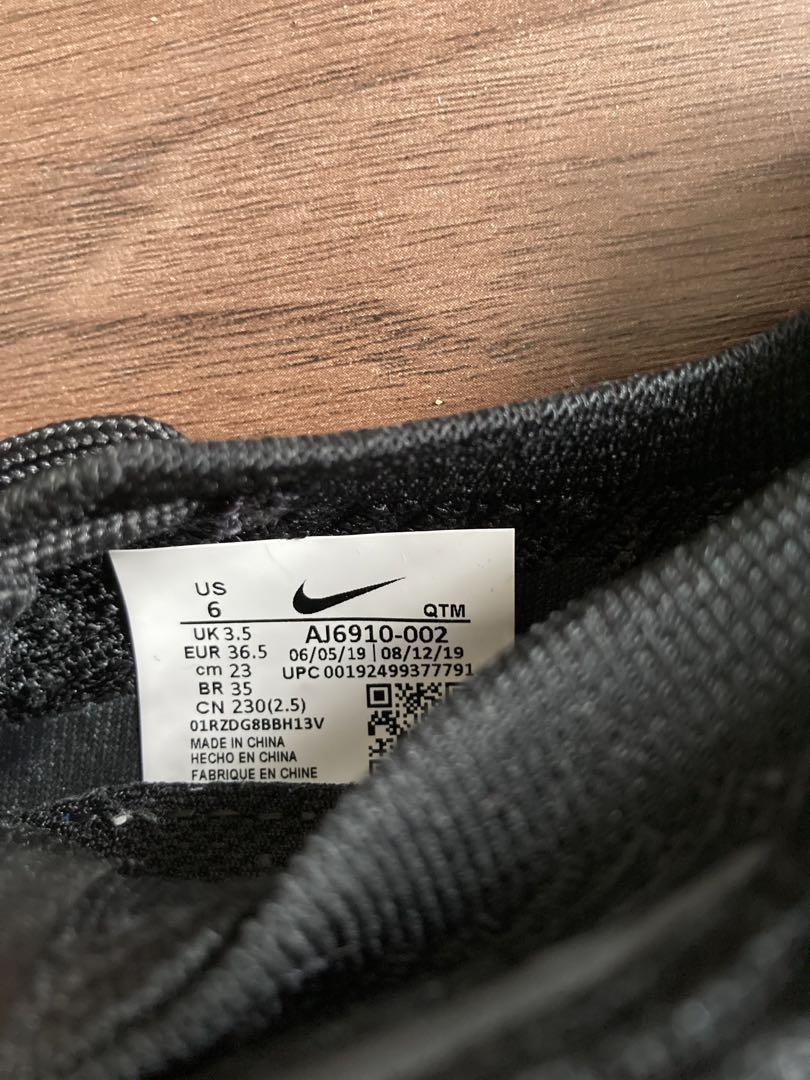 US
6
QTM
UK 3.5
AJ6910-002
EUR 36.5
06/05/19 | 08/12/19
cm 23
UPC 00192499377791
BR 35
CN 230(2.5)
01RZDG8BBH13V
MADE IN CHINA
HECHO EN CHINA
FABRIQUE EN CHINE